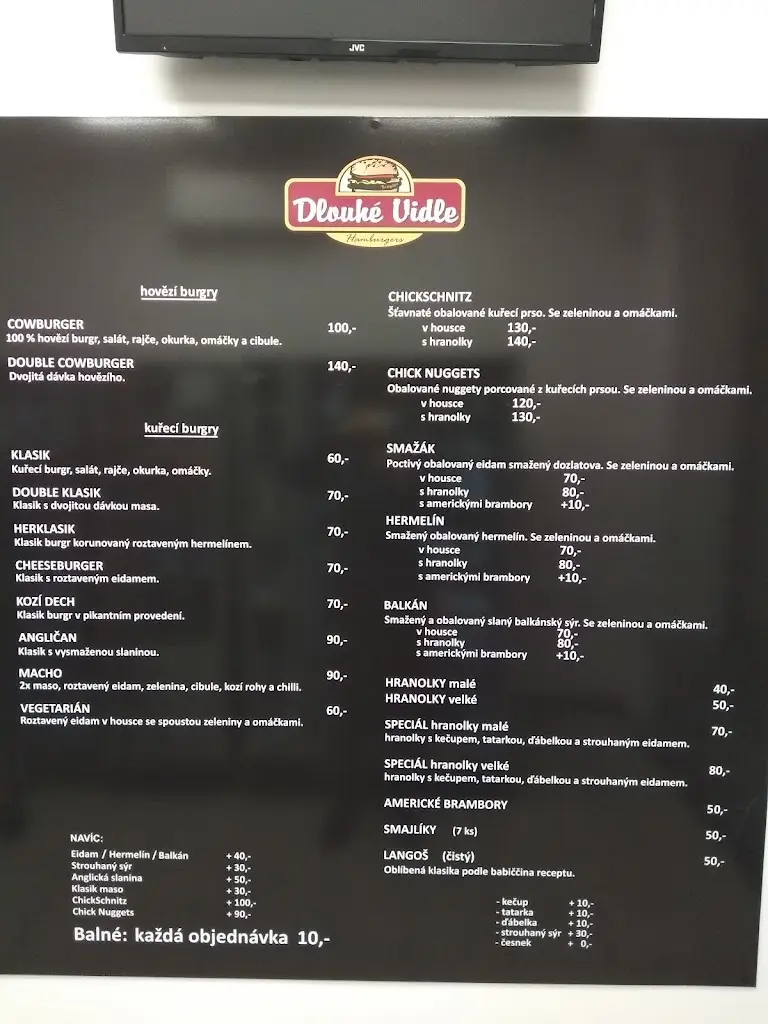 JVC
Dlouhé Vidle
Hamburgers
hovězí burgry
COWBURGER 100,-
100 % hovězí burgr, salát, rajče, okurka, omáčky a cibule.
DOUBLE COWBURGER 140,-
Dvojitá dávka hovězího.
kuřecí burgry
KLASIK 60,-
Kuřecí burgr, salát, rajče, okurka, omáčky.
DOUBLE KLASIK 70,-
Klasik s dvojitou dávkou masa.
HERKLASIK 70,-
Klasik burgr korunovaný roztaveným hermelínem.
CHEESEBURGER 70,-
Klasik s roztaveným eidamem.
KOZÍ DECH 70,-
Klasik burgr v pikantním provedení.
ANGLIČAN 90,-
Klasik s vysmaženou slaninou.
MACHO 90,-
2x maso, roztavený eidam, zelenina, cibule, kozí rohy a chilli.
VEGETARIÁN 60,-
Roztavený eidam v housce se spoustou zeleniny a omáčkami.
NAVÍC:
Eidam / Hermelín / Balkán + 40,-
Strouhaný sýr + 30,-
Anglická slanina + 50,-
Klasik maso + 30,-
ChickSchnitz + 100,-
Chick Nuggets + 90,-
Balné: každá objednávka 10,-
CHICKSCHNITZ
Šťavnaté obalované kuřecí prso. Se zeleninou a omáčkami.
v housce 130,-
s hranolky 140,-
CHICK NUGGETS
Obalované nuggety porcované z kuřecích prsou. Se zeleninou a omáčkami.
v housce 120,-
s hranolky 130,-
SMAŽÁK
Poctivý obalovaný eidam smažený dozlatova. Se zeleninou a omáčkami.
v housce 70,-
s hranolky 80,-
s americkými brambory +10,-
HERMELÍN
Smažený obalovaný hermelín. Se zeleninou a omáčkami.
v housce 70,-
s hranolky 80,-
s americkými brambory +10,-
BALKÁN
Smažený a obalovaný slaný balkánský sýr. Se zeleninou a omáčkami.
v housce 70,-
s hranolky 80,-
s americkými brambory +10,-
HRANOLKY malé 40,-
HRANOLKY velké 50,-
SPECIÁL hranolky malé 70,-
hranolky s kečupem, tatarkou, ďábelkou a strouhaným eidamem.
SPECIÁL hranolky velké 80,-
hranolky s kečupem, tatarkou, ďábelkou a strouhaným eidamem.
AMERICKÉ BRAMBORY 50,-
SMAJLÍKY (7 ks) 50,-
LANGOŠ (čistý) 50,-
Oblíbená klasika podle babiččina receptu.
- kečup + 10,-
- tatarka + 10,-
- ďábelka + 10,-
- strouhaný sýr + 30,-
- česnek + 0,-